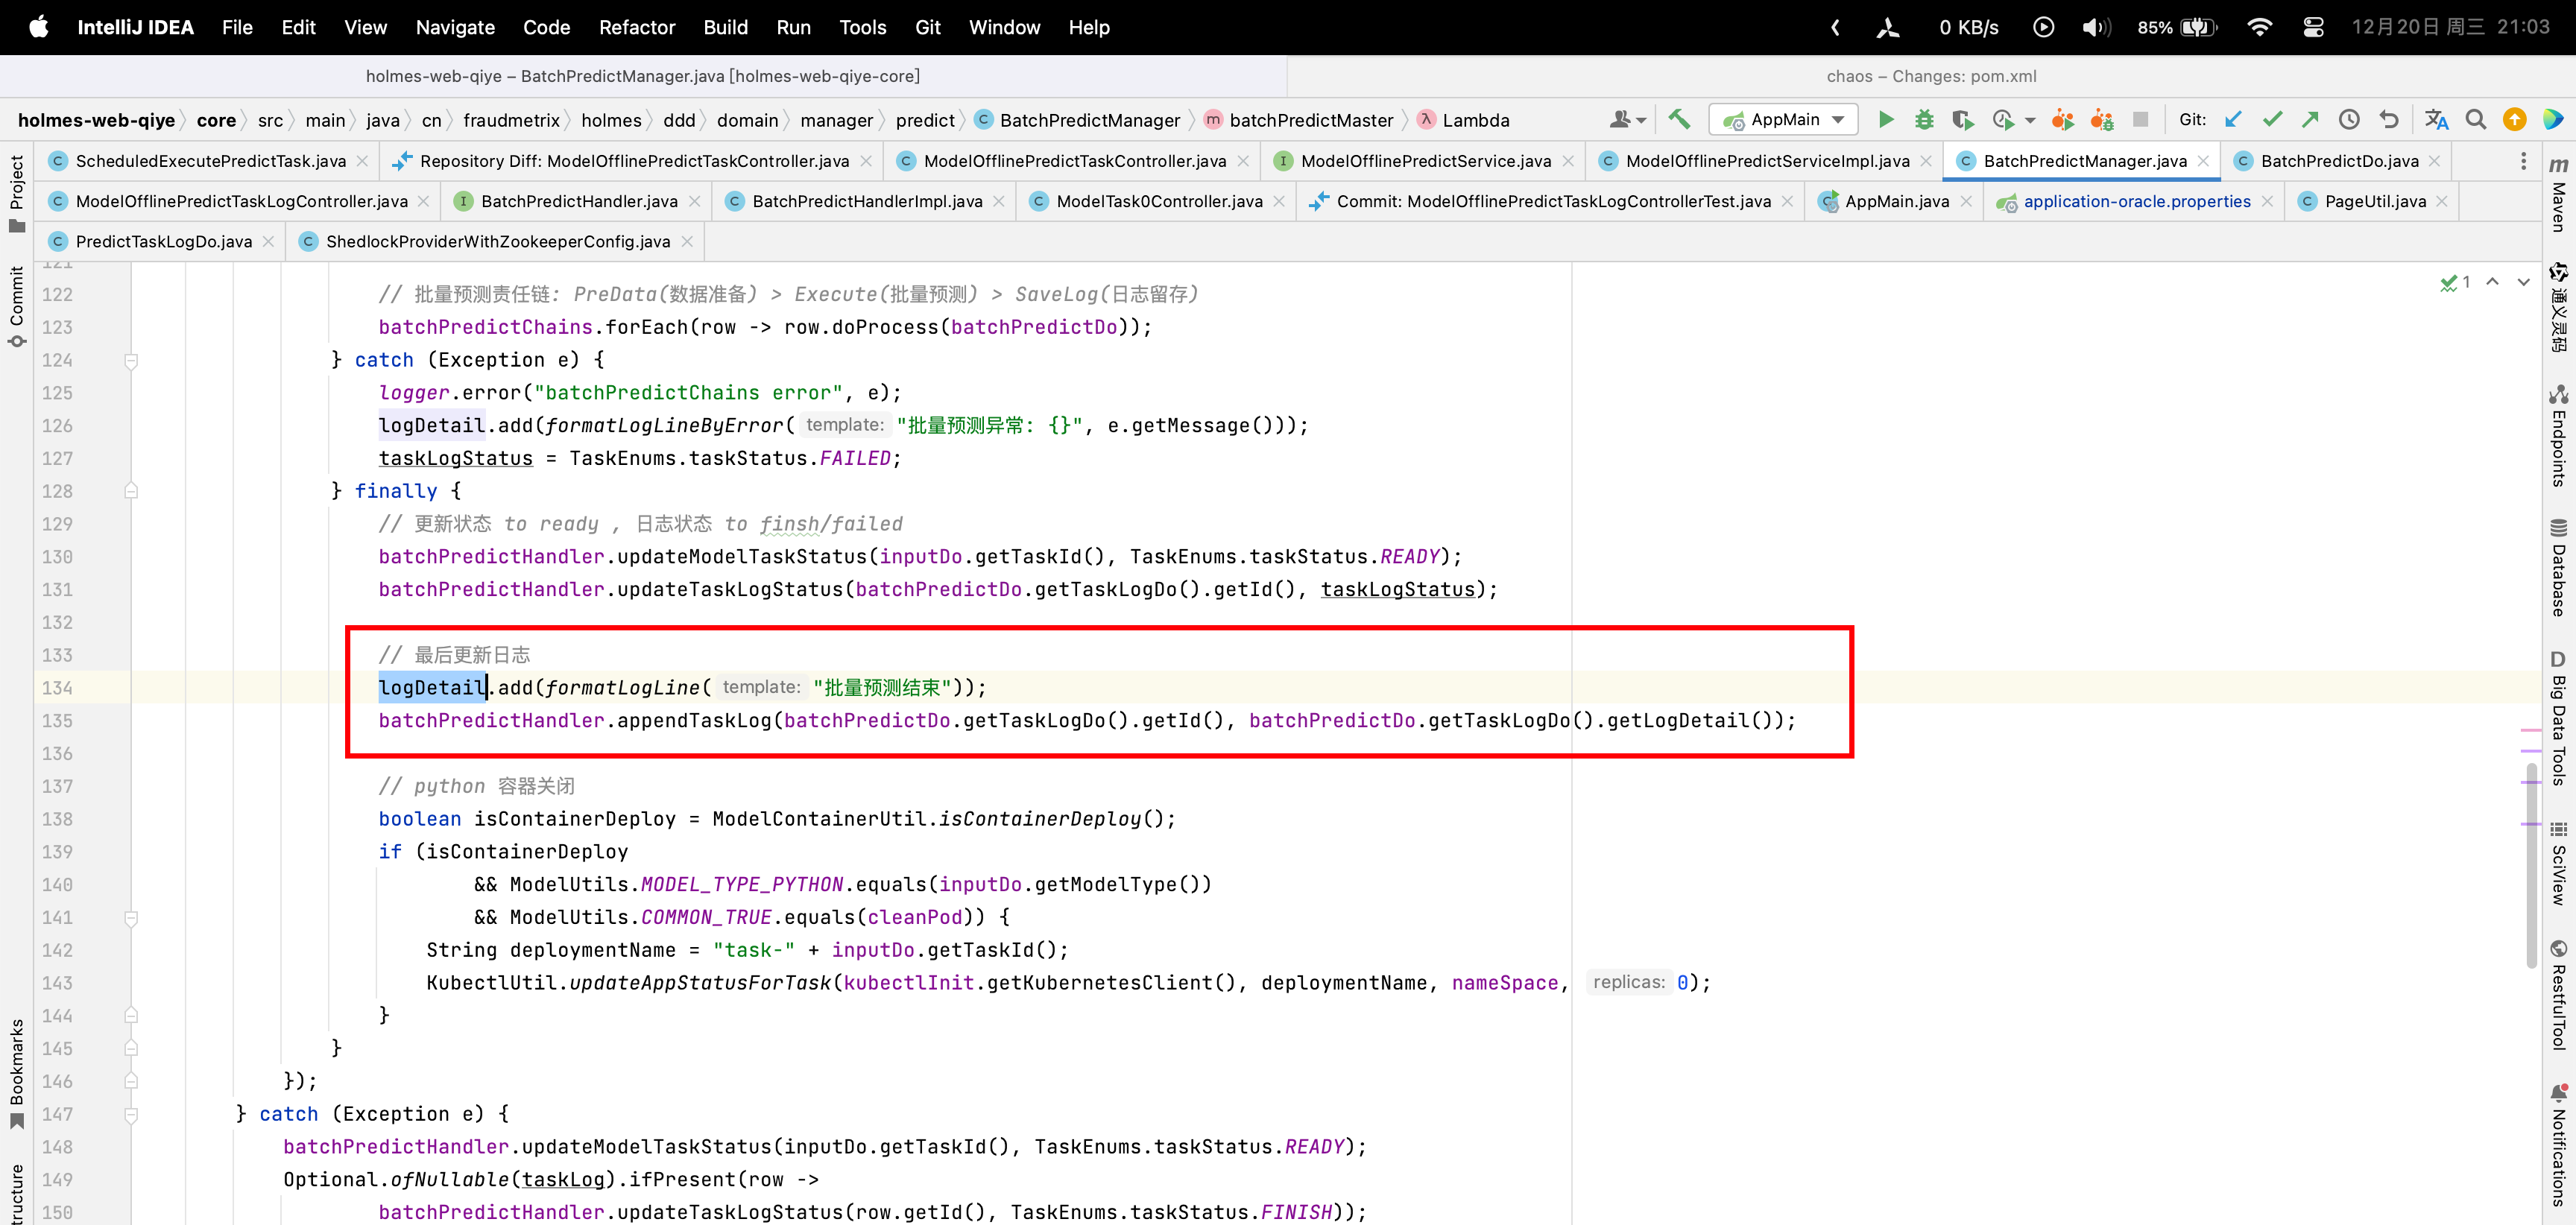 IntelliJ IDEA File Edit View Navigate Code Refactor Build Run Tools Git Window Help 0 KB/s 85% 12月20日 周三 21:03
holmes-web-qiye – BatchPredictManager.java [holmes-web-qiye-core] chaos – Changes: pom.xml
holmes-web-qiye core src main java cn fraudmetrix holmes ddd domain manager predict BatchPredictManager batchPredictMaster Lambda AppMain Git:
ScheduledExecutePredictTask.java Repository Diff: ModelOfflinePredictTaskController.java ModelOfflinePredictTaskController.java ModelOfflinePredictService.java ModelOfflinePredictServiceImpl.java BatchPredictManager.java BatchPredictDo.java
ModelOfflinePredictTaskLogController.java BatchPredictHandler.java BatchPredictHandlerImpl.java ModelTask0Controller.java Commit: ModelOfflinePredictTaskLogControllerTest.java AppMain.java application-oracle.properties PageUtil.java
PredictTaskLogDo.java ShedlockProviderWithZookeeperConfig.java
Project
Commit
Bookmarks
tructure
121
122 // 批量预测责任链: PreData(数据准备) > Execute(批量预测) > SaveLog(日志留存)
123 batchPredictChains.forEach(row -> row.doProcess(batchPredictDo));
124 } catch (Exception e) {
125 logger.error("batchPredictChains error", e);
126 logDetail.add(formatLogLineByError( template: "批量预测异常: {}", e.getMessage()));
127 taskLogStatus = TaskEnums.taskStatus.FAILED;
128 } finally {
129 // 更新状态 to ready , 日志状态 to finsh/failed
130 batchPredictHandler.updateModelTaskStatus(inputDo.getTaskId(), TaskEnums.taskStatus.READY);
131 batchPredictHandler.updateTaskLogStatus(batchPredictDo.getTaskLogDo().getId(), taskLogStatus);
132
133 // 最后更新日志
134 logDetail.add(formatLogLine( template: "批量预测结束"));
135 batchPredictHandler.appendTaskLog(batchPredictDo.getTaskLogDo().getId(), batchPredictDo.getTaskLogDo().getLogDetail());
136
137 // python 容器关闭
138 boolean isContainerDeploy = ModelContainerUtil.isContainerDeploy();
139 if (isContainerDeploy
140 && ModelUtils.MODEL_TYPE_PYTHON.equals(inputDo.getModelType())
141 && ModelUtils.COMMON_TRUE.equals(cleanPod)) {
142 String deploymentName = "task-" + inputDo.getTaskId();
143 KubectlUtil.updateAppStatusForTask(kubectlInit.getKubernetesClient(), deploymentName, nameSpace, replicas: 0);
144 }
145 }
146 });
147 } catch (Exception e) {
148 batchPredictHandler.updateModelTaskStatus(inputDo.getTaskId(), TaskEnums.taskStatus.READY);
149 Optional.ofNullable(taskLog).ifPresent(row ->
150 batchPredictHandler.updateTaskLogStatus(row.getId(), TaskEnums.taskStatus.FINISH));
1
m Maven
通义灵码
Endpoints
Database
D Big Data Tools
SciView
RestfulTool
Notifications